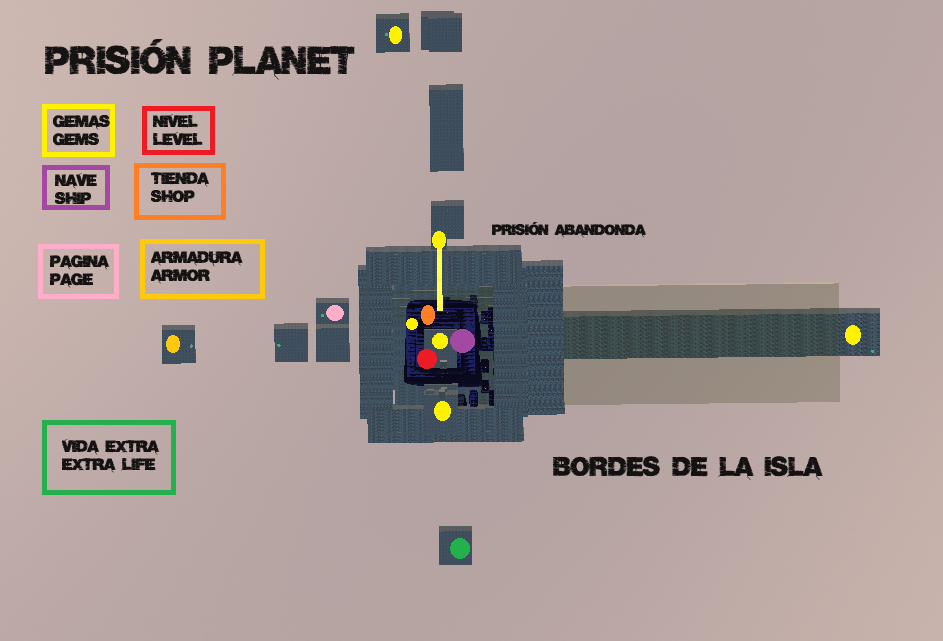 PRISIÓN PLANET
GEMAS
GEMS
NIVEL
LEVEL
NAVE
SHIP
TIENDA
SHOP
PRISIÓN ABANDONDA
PAGINA
PAGE
ARMADURA
ARMOR
VIDA EXTRA
EXTRA LIFE
BORDES DE LA ISLA